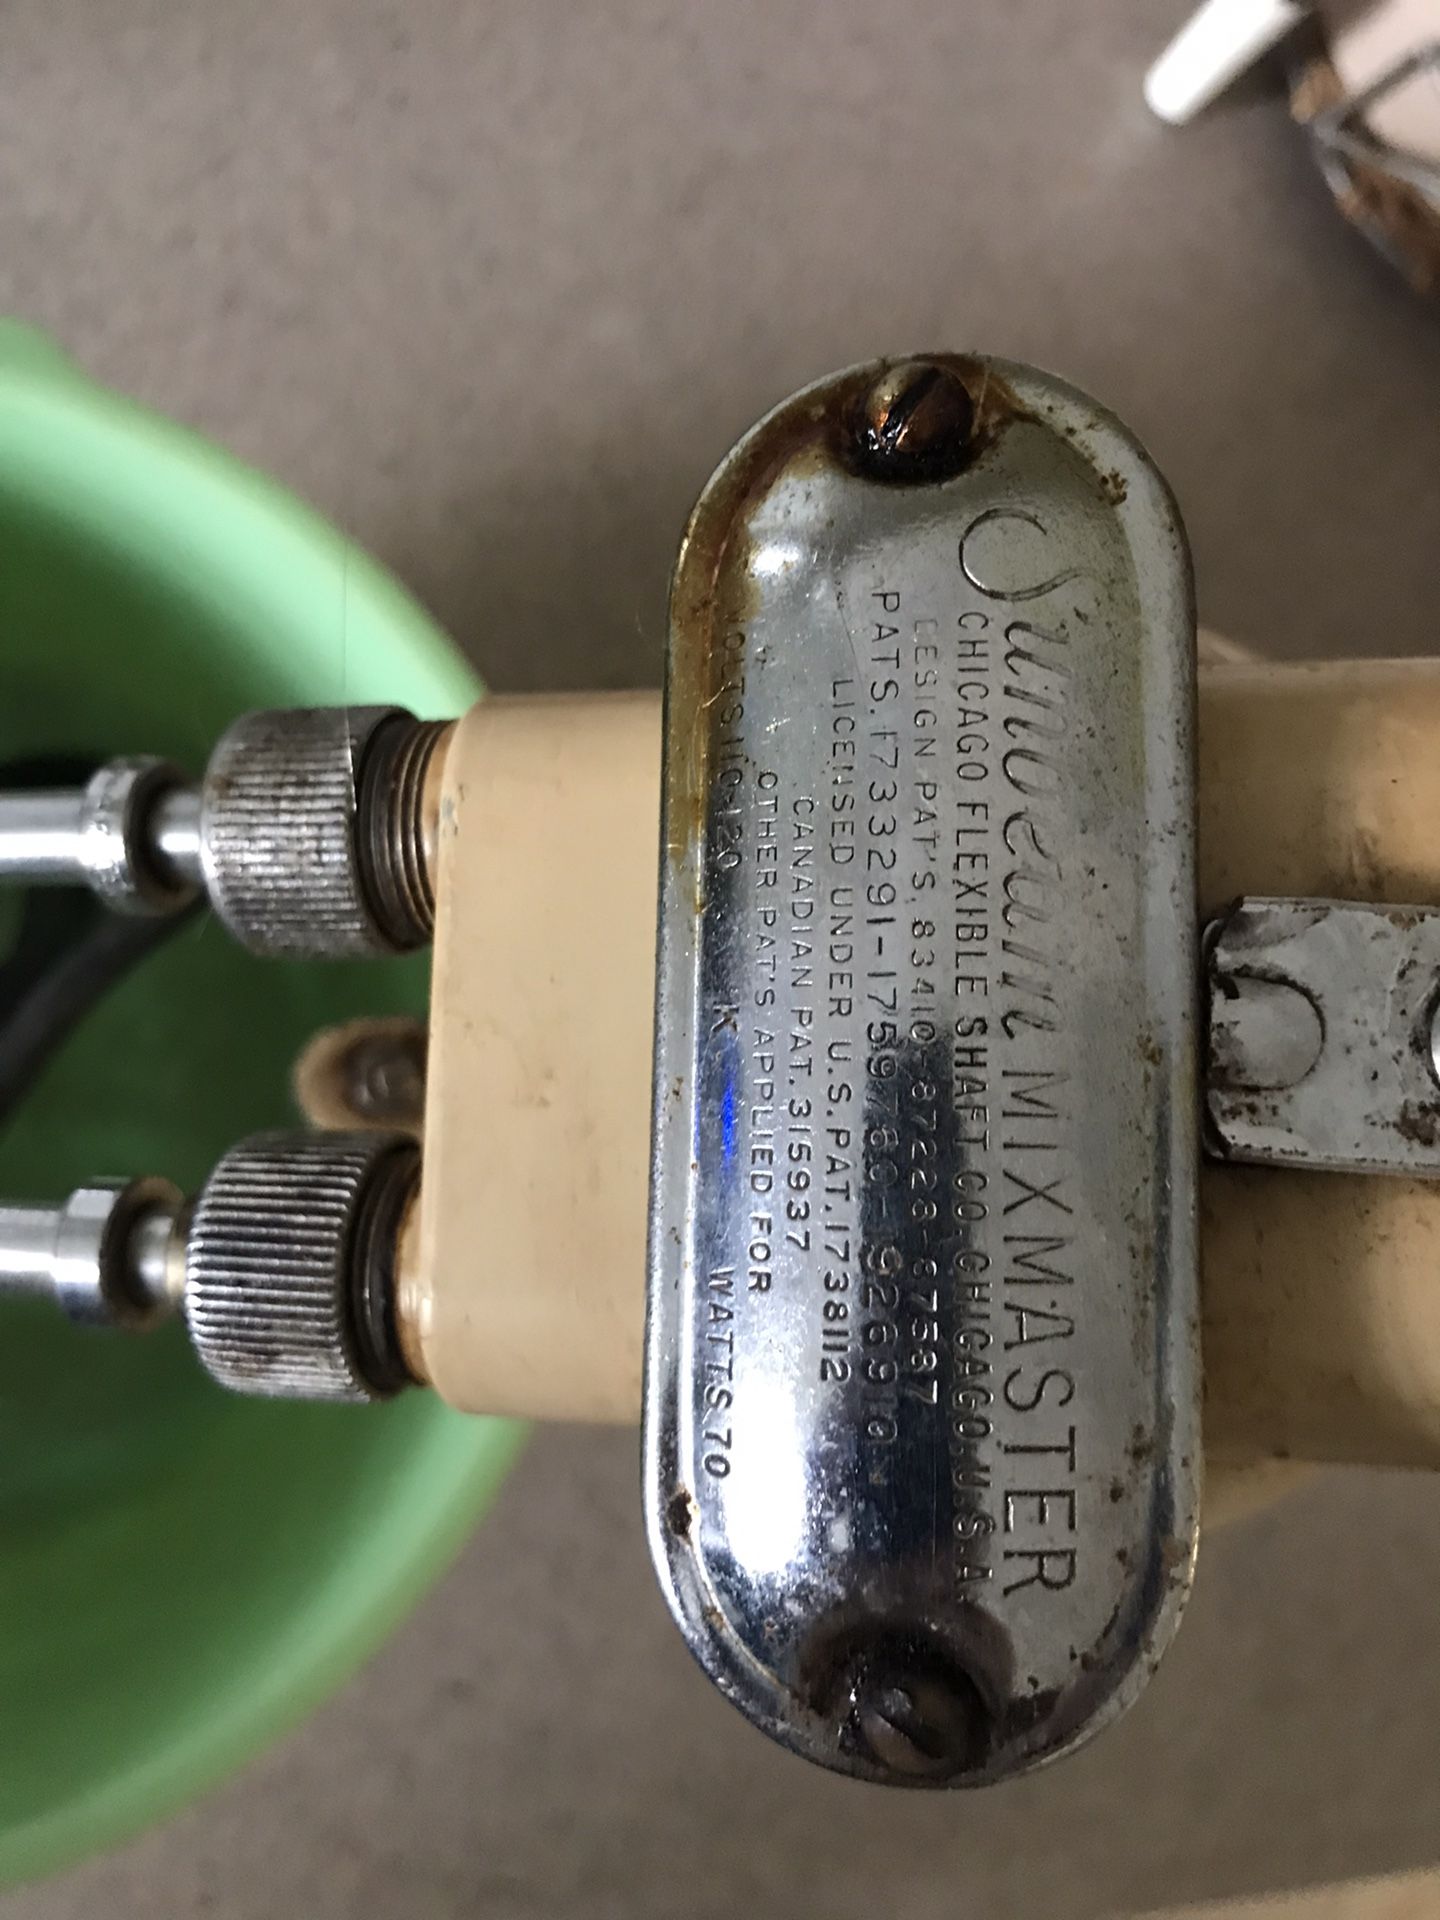 Sunbeam MIXMASTER
CHICAGO FLEXIBLE SHAFT CO. CHICAGO, U.S.A.
DESIGN PAT'S, 83410-87228-87587
PATS. 1733291-1759780-926910
LICENSED UNDER U.S. PAT. 1738112
CANADIAN PAT. 315937
OTHER PAT'S APPLIED FOR
VOLTS 110-120 K WATTS 70